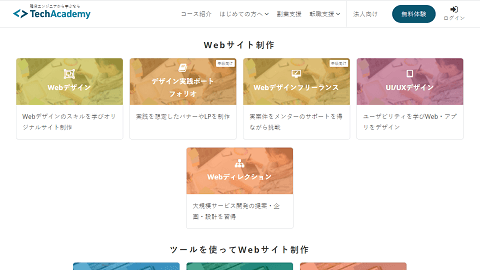 現役エンジニアから学べる
TechAcademy
コース紹介
はじめての方へ
副業支援
転職支援
法人向け
無料体験
ログイン
Webサイト制作
Webデザイン
Webデザインのスキルを学びオリ
ジナルサイト制作
デザイン実践ポート
フォリオ
実践を想定したバナーやLPを制作
Webデザインフリーランス
実案件をメンターのサポートを得
ながら挑戦
UI/UXデザイン
ユーザビリティを学びWeb・アプ
リをデザイン
Webディレクション
大規模サービス開発の提案・企
画・設計を習得
ツールを使ってWebサイト制作